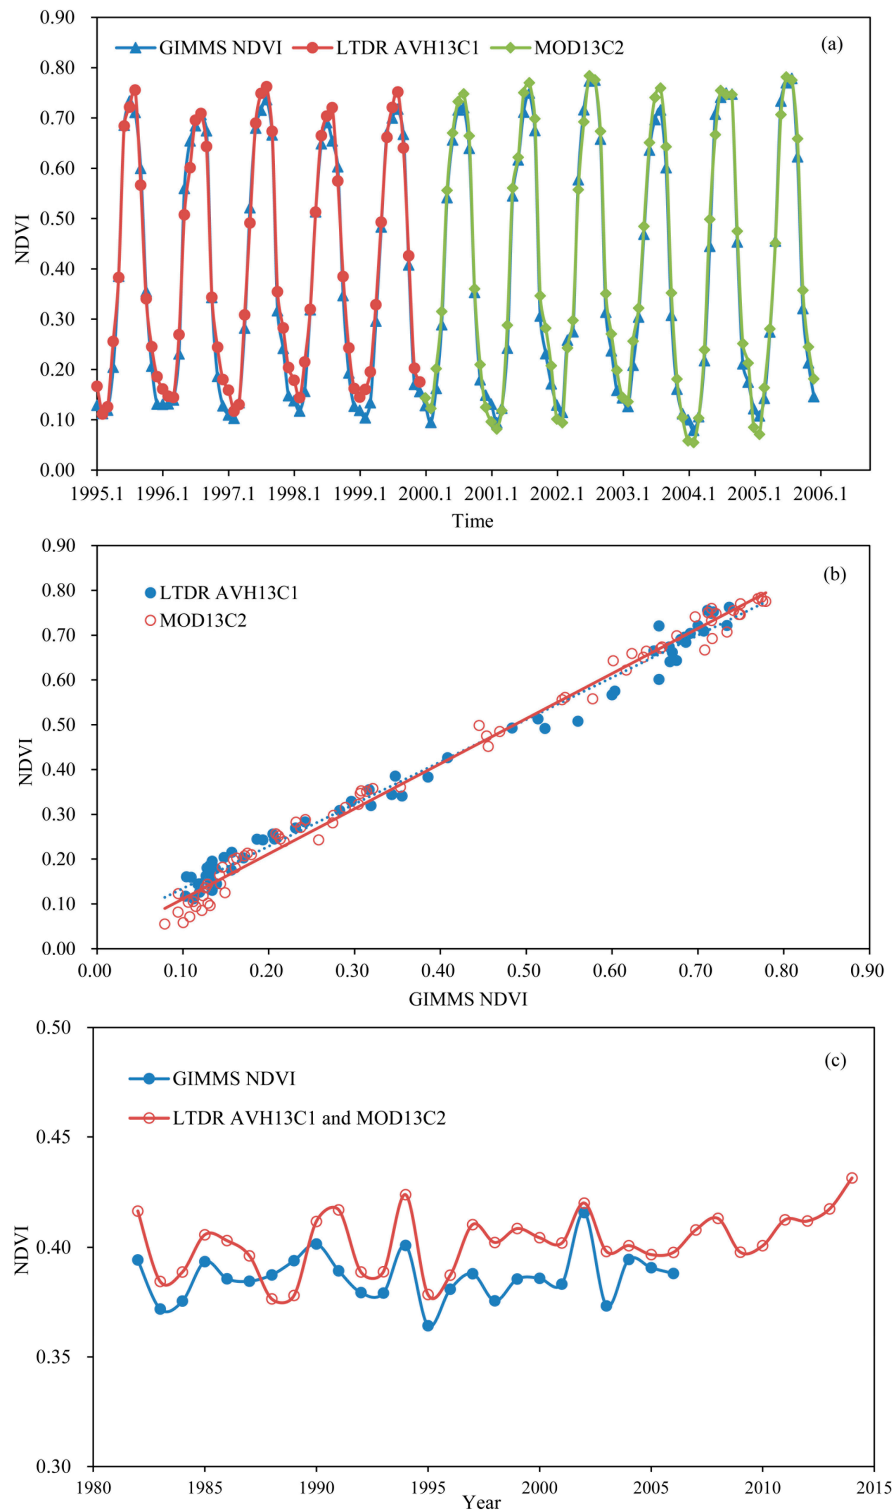 0.90
0.80
0.70
0.60
0.50
0.40
0.30
0.20
0.10
0.00
NDVI
GIMMS NDVI LTDR AVH13C1 MOD13C2 (a)
1995.1 1996.1 1997.1 1998.1 1999.1 2000.1 2001.1 2002.1 2003.1 2004.1 2005.1 2006.1
Time
0.90
0.80
0.70
0.60
0.50
0.40
0.30
0.20
0.10
0.00
NDVI
(b)
LTDR AVH13C1
MOD13C2
0.00 0.10 0.20 0.30 0.40 0.50 0.60 0.70 0.80 0.90
GIMMS NDVI
0.50
0.45
0.40
0.35
0.30
NDVI
(c)
GIMMS NDVI
LTDR AVH13C1 and MOD13C2
1980 1985 1990 1995 2000 2005 2010 2015
Year